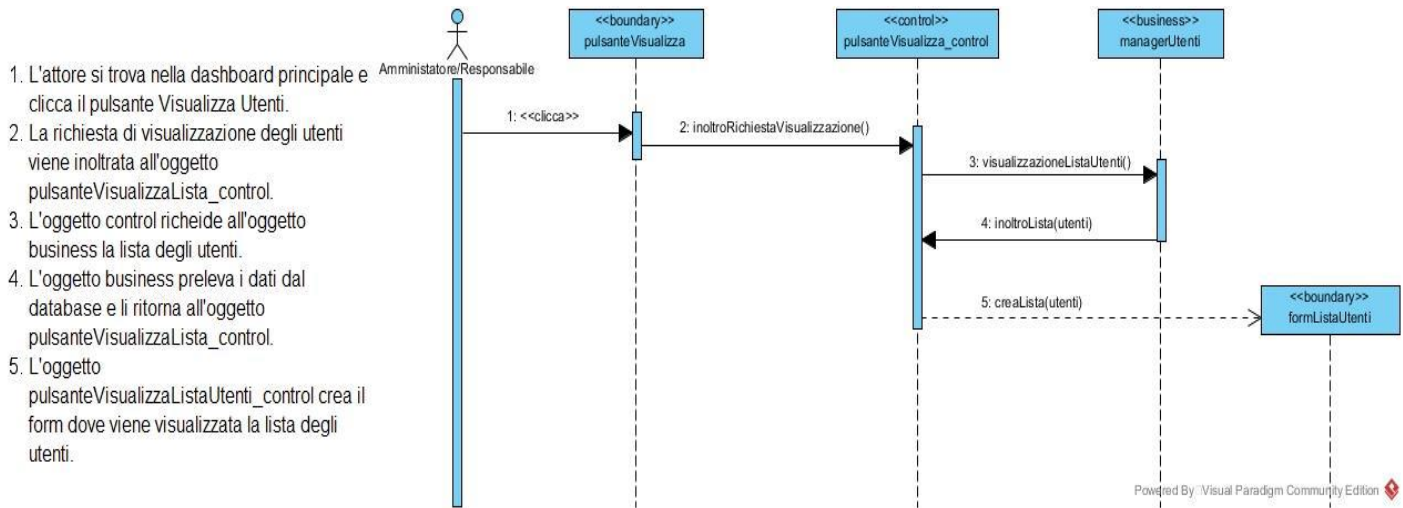 1. L'attore si trova nella dashboard principale e
clicca il pulsante Visualizza Utenti.
2. La richiesta di visualizzazione degli utenti
viene inoltrata all'oggetto
pulsanteVisualizzaLista_control.
3. L'oggetto control richeide all'oggetto
business la lista degli utenti.
4. L'oggetto business preleva i dati dal
database e li ritorna all'oggetto
pulsanteVisualizzaLista_control.
5. L'oggetto
pulsanteVisualizzaListaUtenti_control crea il
form dove viene visualizzata la lista degli
utenti.
Amministatore/Responsabile
<<boundary>>
pulsanteVisualizza
<<control>>
pulsanteVisualizza_control
<<business>>
managerUtenti
1: <<clicca>>
2: inoltroRichiestaVisualizzazione()
3: visualizzazioneListaUtenti()
4: inoltroLista(utenti)
5: creaLista(utenti)
<<boundary>>
formListaUtenti
Powered By Visual Paradigm Community Edition